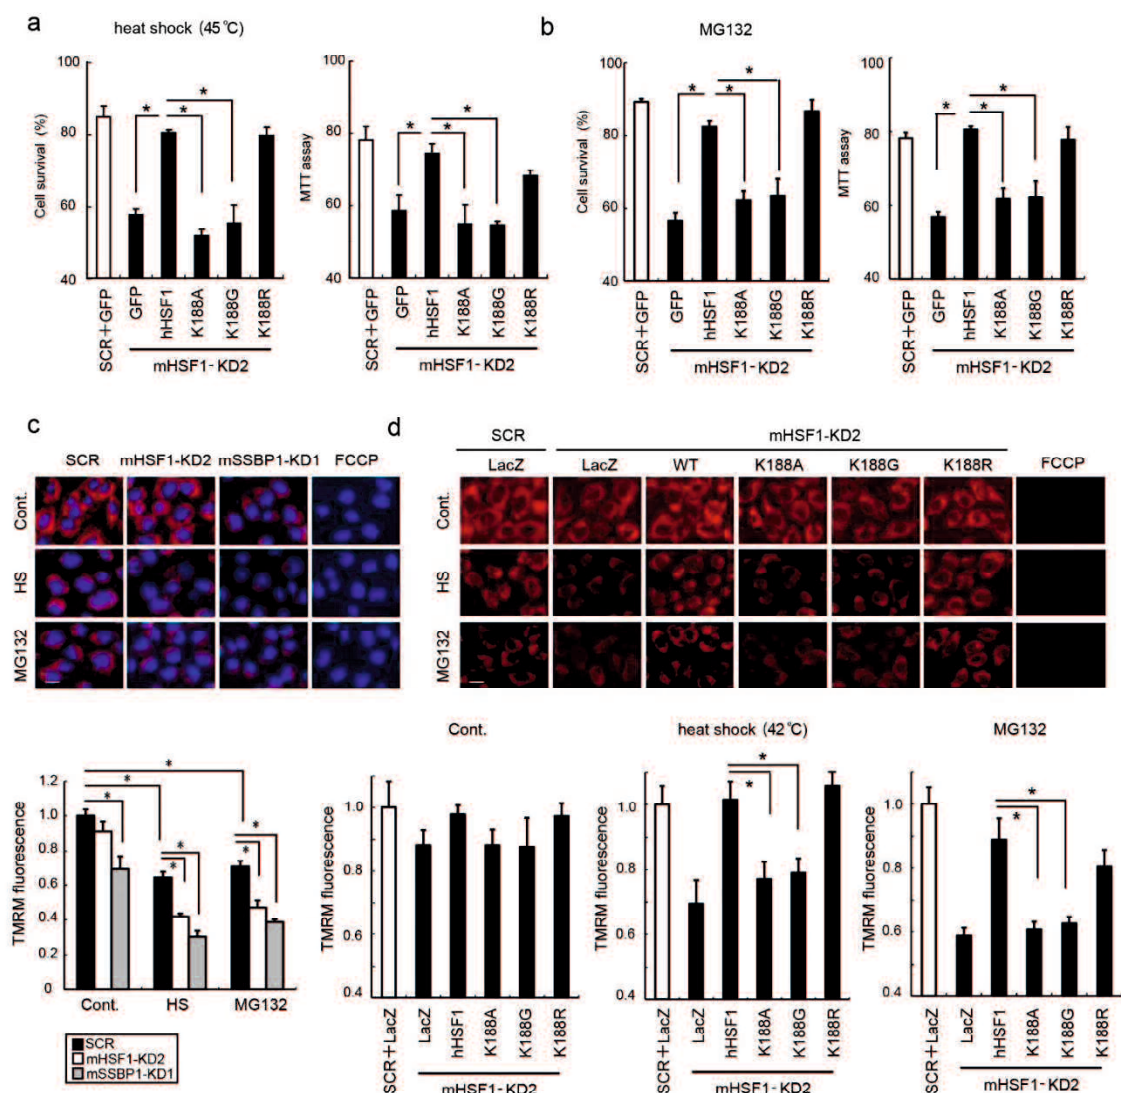 a
heat shock (45°C)
Cell survival (%)
100
80
60
40
* * *
SCR+GFP
GFP
hHSF1
K188A
K188G
K188R
mHSF1-KD2
MTT assay
100
80
60
40
* * *
SCR+GFP
GFP
hHSF1
K188A
K188G
K188R
mHSF1-KD2
b
MG132
Cell survival (%)
100
80
60
40
* * *
SCR+GFP
GFP
hHSF1
K188A
K188G
K188R
mHSF1-KD2
MTT assay
100
80
60
40
* * *
SCR+GFP
GFP
hHSF1
K188A
K188G
K188R
mHSF1-KD2
c
SCR mHSF1-KD2 mSSBP1-KD1 FCCP
Cont.
HS
MG132
TMRM fluorescence
1.2
1.0
0.8
0.6
0.4
0.2
0
* * * * * * *
Cont. HS MG132
SCR
mHSF1-KD2
mSSBP1-KD1
d
SCR mHSF1-KD2
LacZ LacZ WT K188A K188G K188R FCCP
Cont.
HS
MG132
Cont.
TMRM fluorescence
1.0
0.8
0.6
0.4
SCR+LacZ
LacZ
hHSF1
K188A
K188G
K188R
mHSF1-KD2
heat shock (42°C)
TMRM fluorescence
1.0
0.8
0.6
0.4
* *
SCR+LacZ
LacZ
hHSF1
K188A
K188G
K188R
mHSF1-KD2
MG132
TMRM fluorescence
1.0
0.8
0.6
0.4
* *
SCR+LacZ
LacZ
hHSF1
K188A
K188G
K188R
mHSF1-KD2